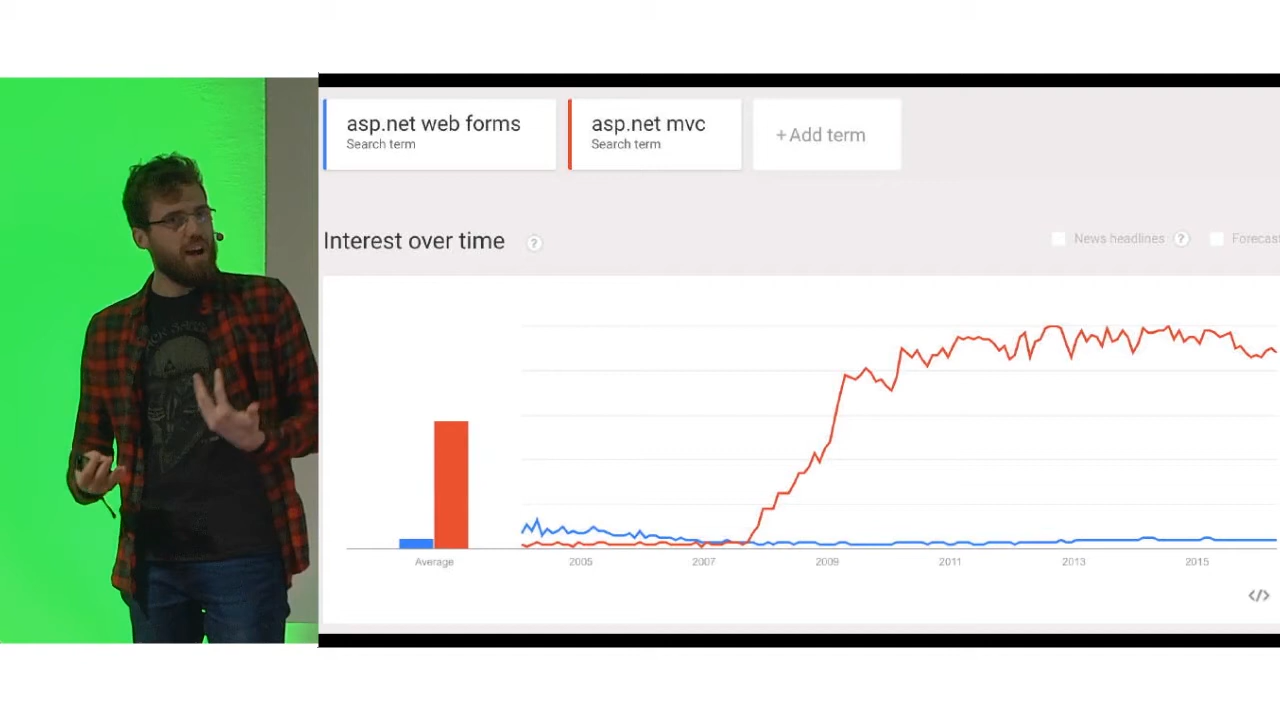 asp.net web forms
Search term
asp.net mvc
Search term
+ Add term
Interest over time
?
News headlines
?
Forecast
Average
2005
2007
2009
2011
2013
2015
</>